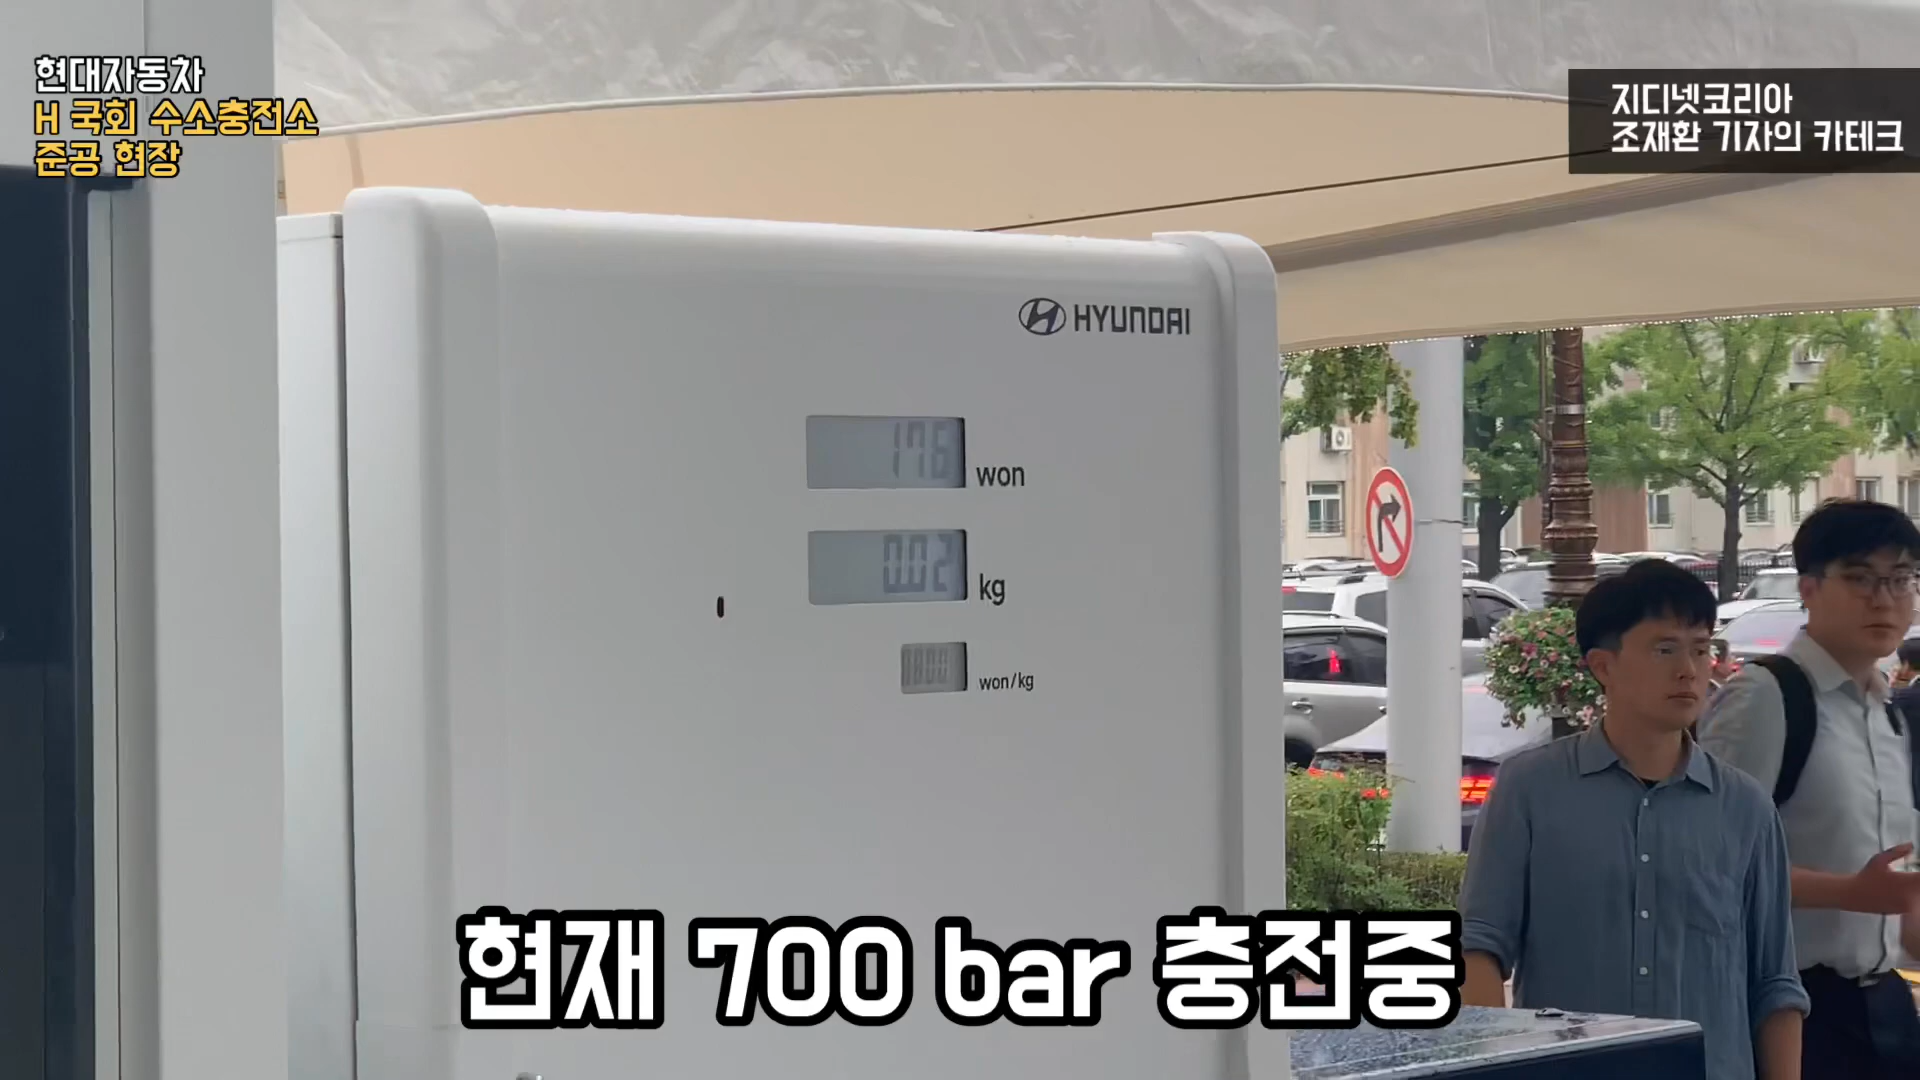 현대자동차
H 국회 수소충전소
준공 현장
지디넷코리아
조재환 기자의 카테크
HYUNDAI
176 won
0.02 kg
won/kg
현재 700 bar 충전중